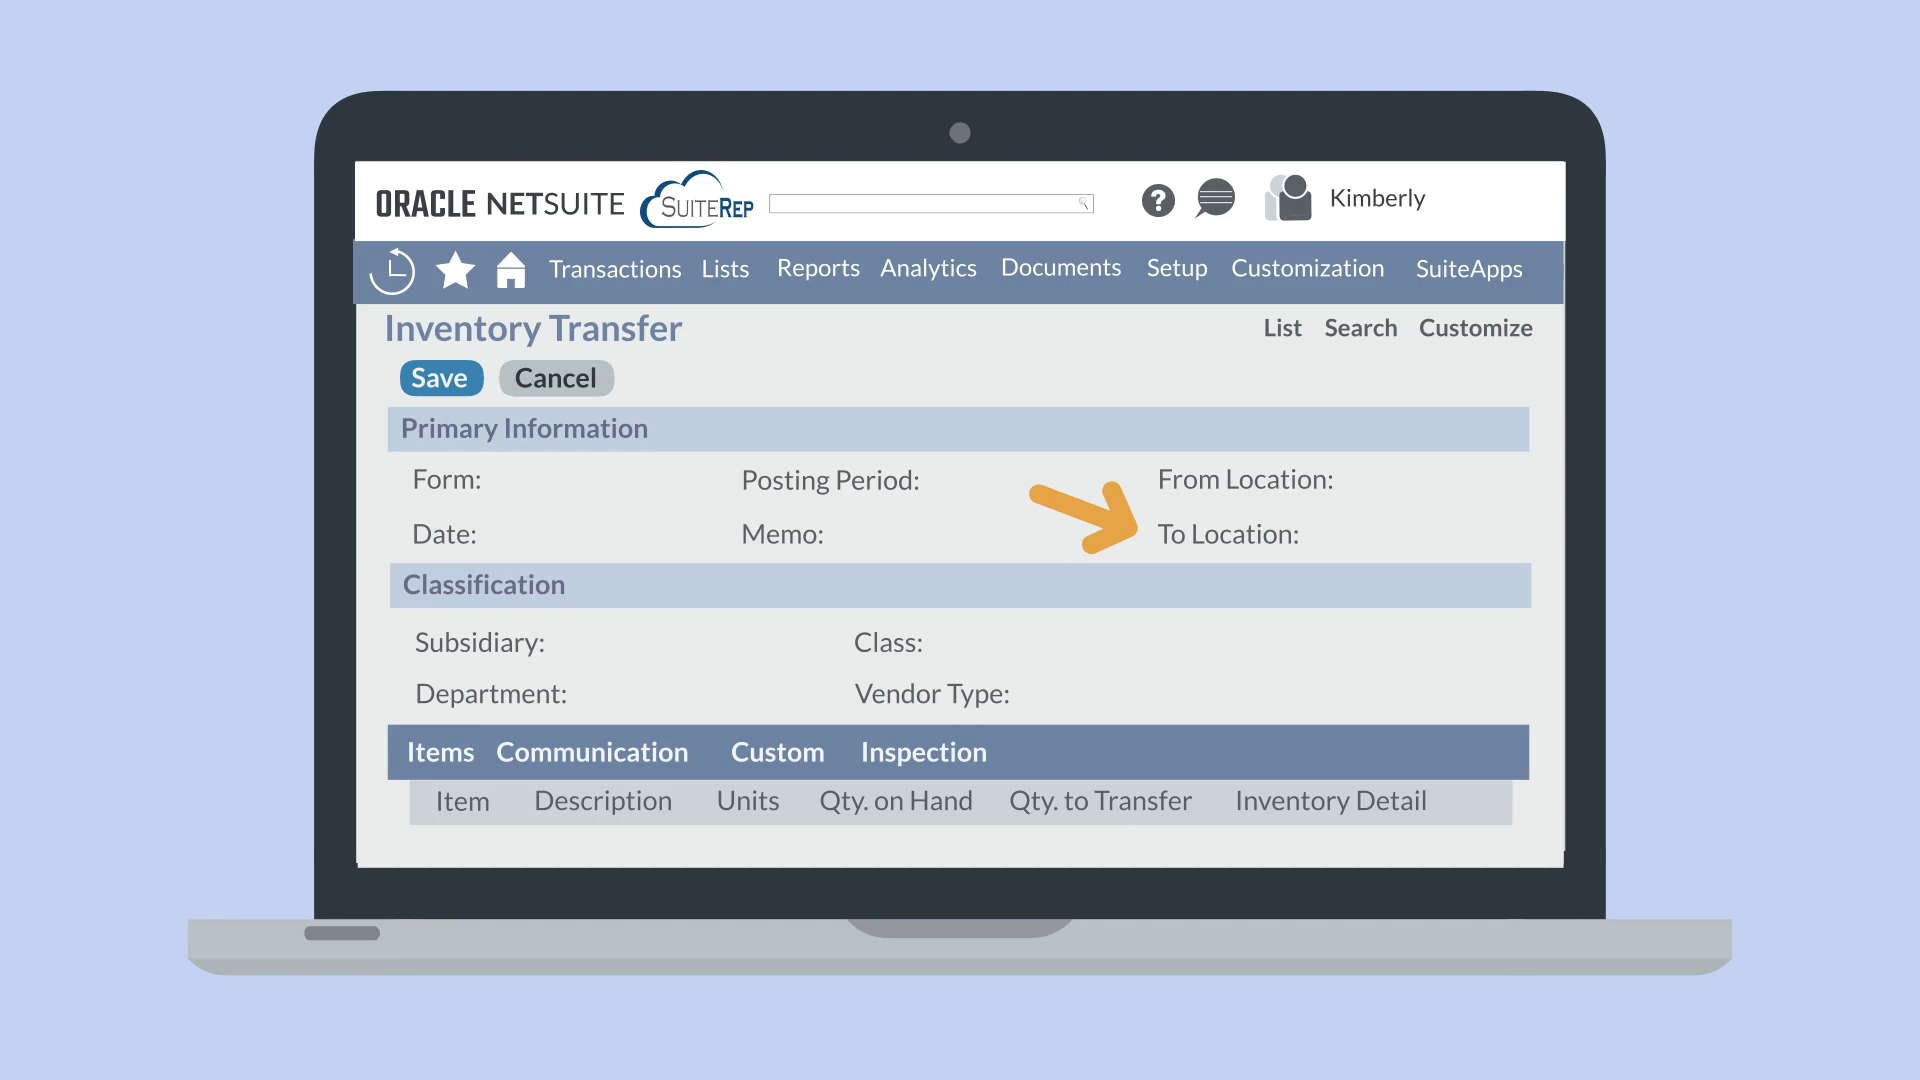 ORACLE NETSUITE SUITEREP ? Kimberly
Transactions Lists Reports Analytics Documents Setup Customization SuiteApps
Inventory Transfer List Search Customize
Save Cancel
Primary Information
Form: Posting Period: From Location:
Date: Memo: To Location:
Classification
Subsidiary: Class:
Department: Vendor Type:
Items Communication Custom Inspection
Item Description Units Qty. on Hand Qty. to Transfer Inventory Detail